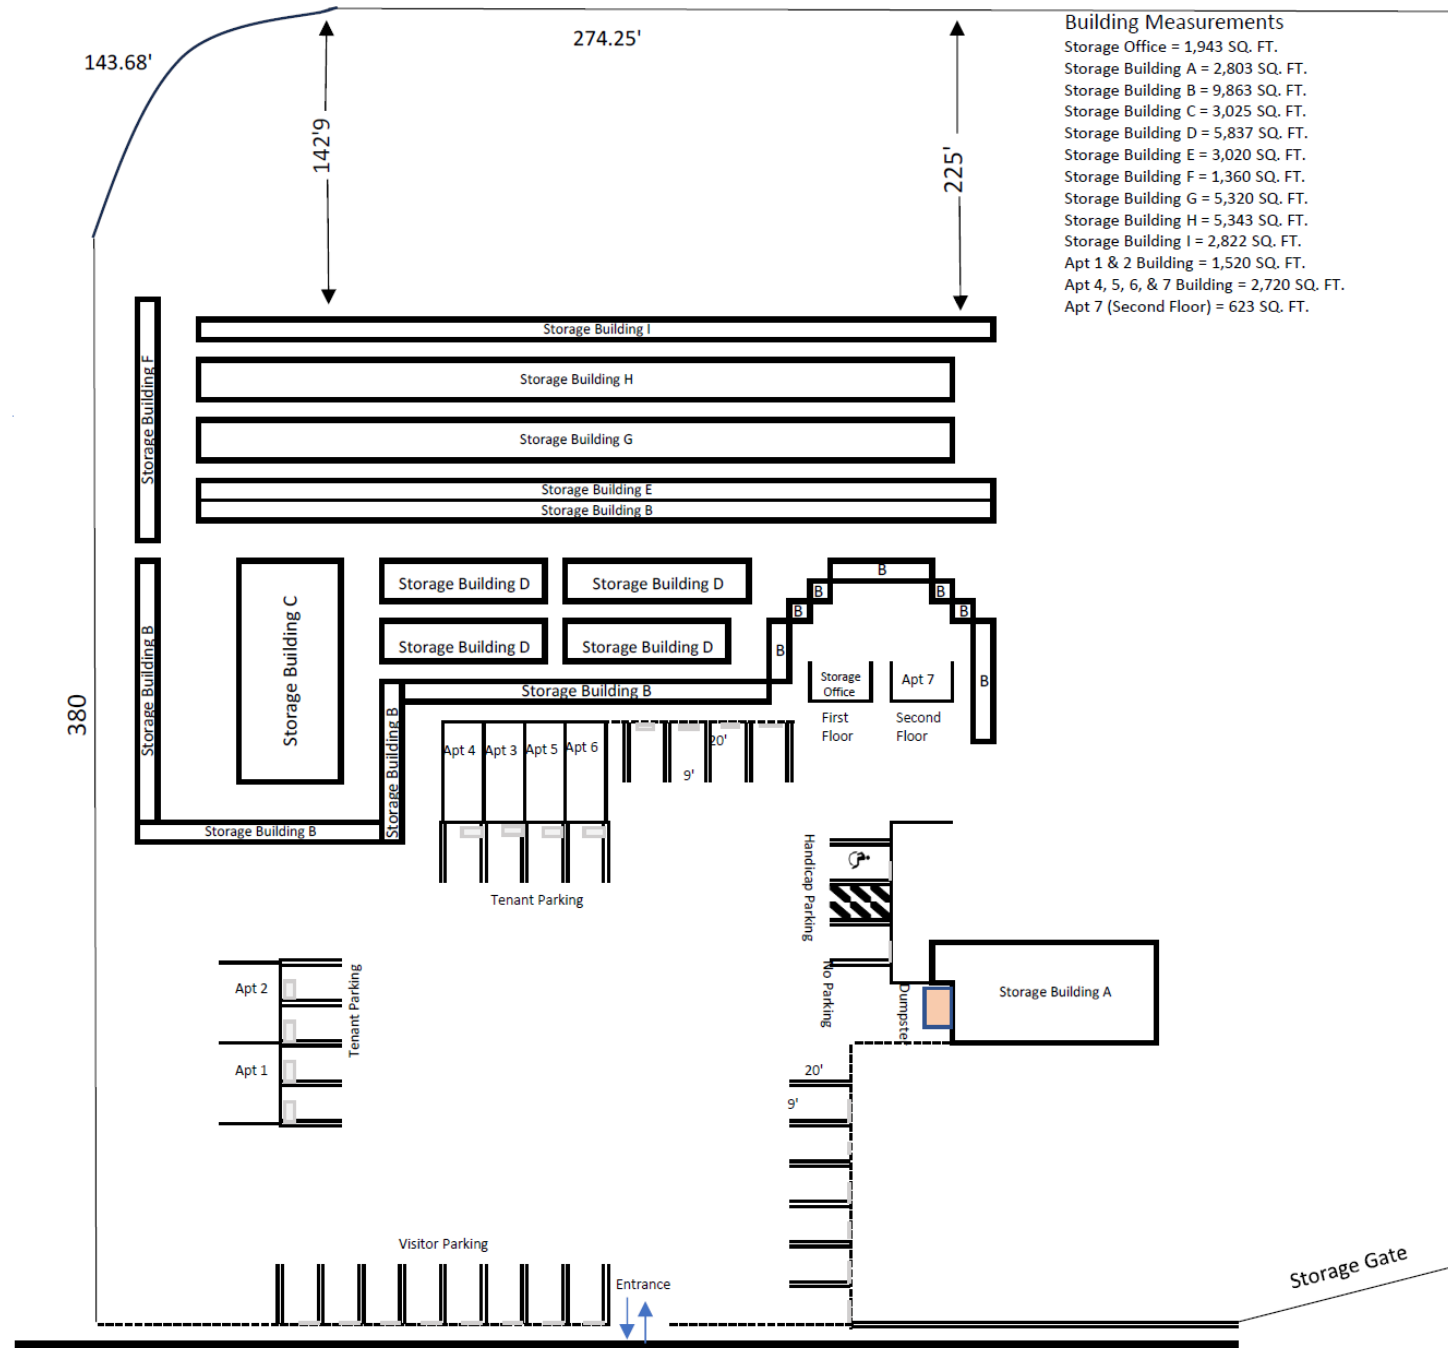 Building Measurements
Storage Office = 1,943 SQ. FT.
Storage Building A = 2,803 SQ. FT.
Storage Building B = 9,863 SQ. FT.
Storage Building C = 3,025 SQ. FT.
Storage Building D = 5,837 SQ. FT.
Storage Building E = 3,020 SQ. FT.
Storage Building F = 1,360 SQ. FT.
Storage Building G = 5,320 SQ. FT.
Storage Building H = 5,343 SQ. FT.
Storage Building I = 2,822 SQ. FT.
Apt 1 & 2 Building = 1,520 SQ. FT.
Apt 4, 5, 6, & 7 Building = 2,720 SQ. FT.
Apt 7 (Second Floor) = 623 SQ. FT.
274.25'
143.68'
142'9
225'
Storage Building I
Storage Building H
Storage Building F
Storage Building G
Storage Building E
Storage Building B
B
Storage Building D
Storage Building D
B
B
B
B
Storage Building C
Storage Building B
Storage Building D
Storage Building D
B
B
Storage
Office
Apt 7
Storage Building B
First
Floor
Second
Floor
380
Storage Building B
Apt 4
Apt 3
Apt 5
Apt 6
20'
9'
Storage Building B
Handicap Parking
Tenant Parking
No Parking
Dumpste
Storage Building A
Apt 2
Tenant Parking
Apt 1
20'
9'
Visitor Parking
Entrance
Storage Gate